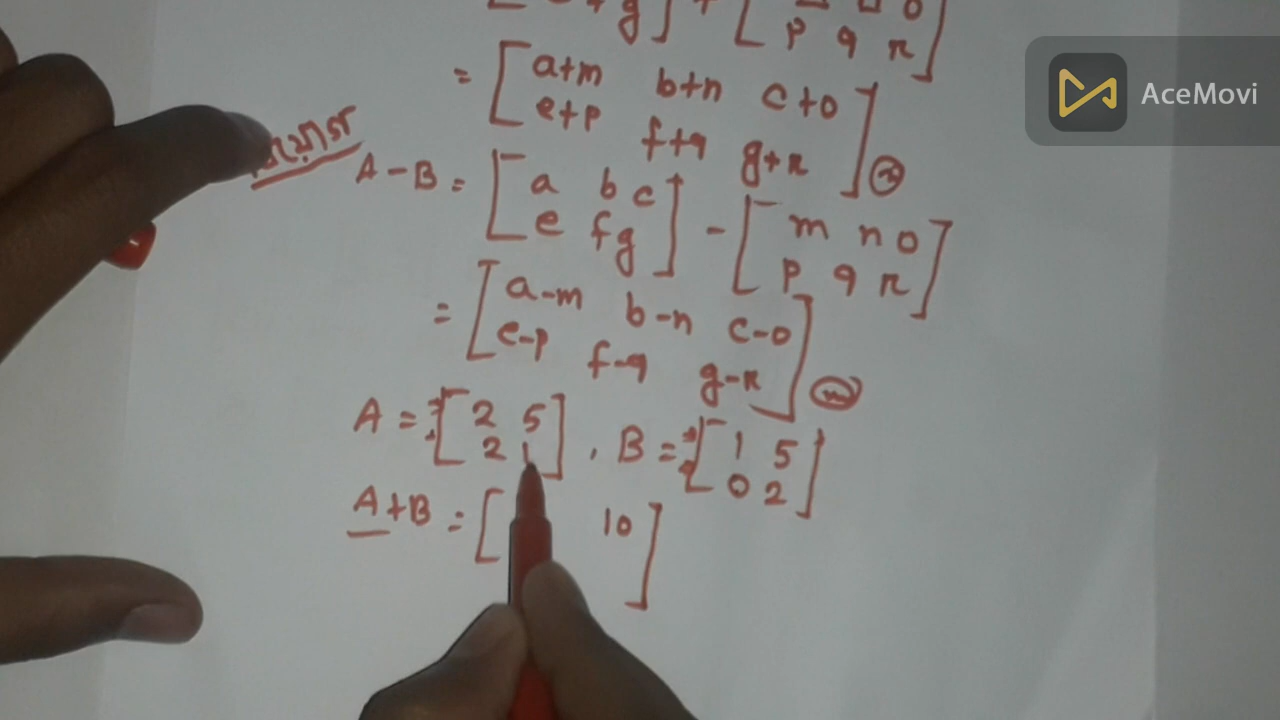 g] + [
p q r]
= [a+m b+n c+o
e+p f+q g+r]
বিয়োগ A-B = [a b c
e f g] - [m n o
p q r]
= [a-m b-n c-o
e-p f-q g-r]
A = [2 5
2 1], B = [1 5
0 2]
A+B = [ 10 ]
AceMovi